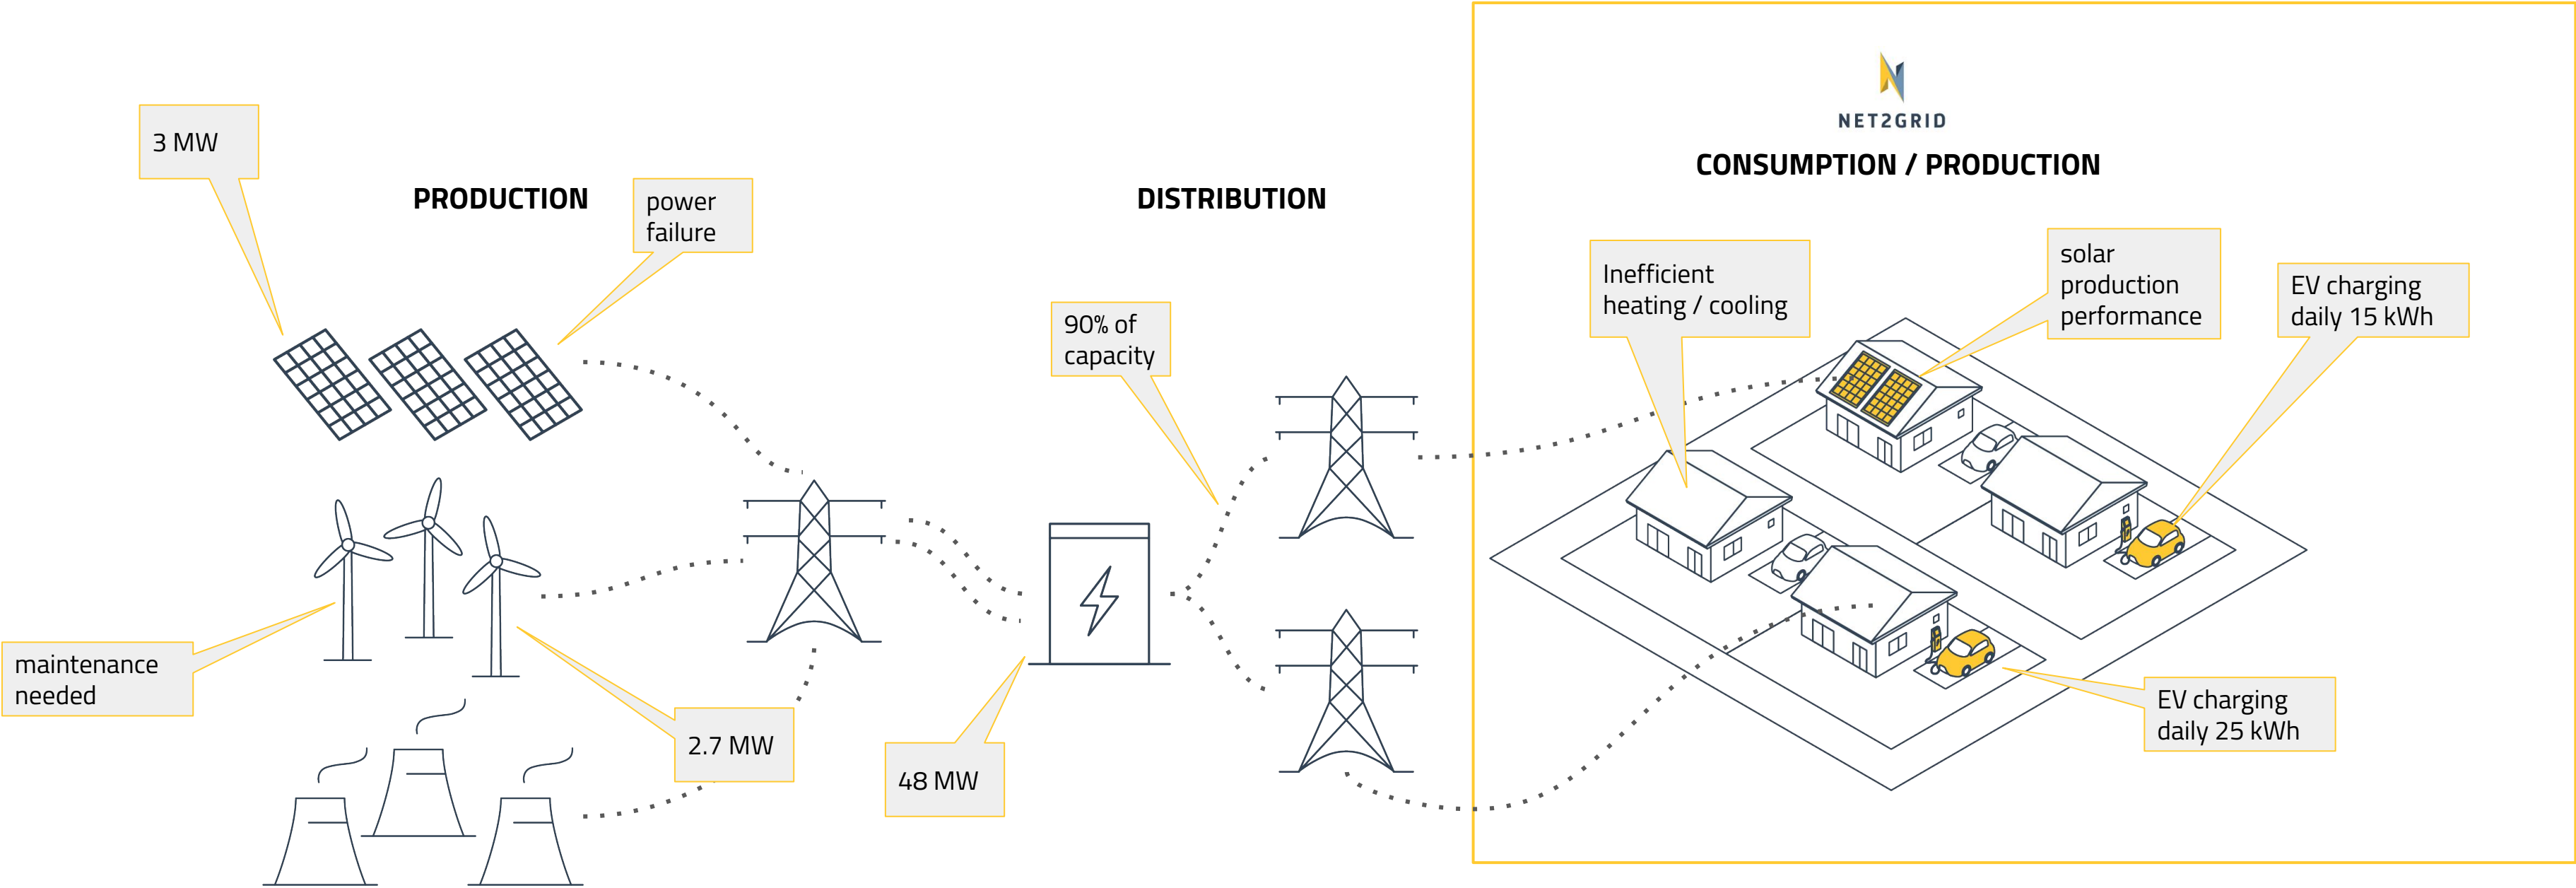 3 MW
PRODUCTION
power
failure
maintenance
needed
2.7 MW
DISTRIBUTION
90% of
capacity
48 MW
NET2GRID
CONSUMPTION / PRODUCTION
Inefficient
heating / cooling
solar
production
performance
EV charging
daily 15 kWh
EV charging
daily 25 kWh